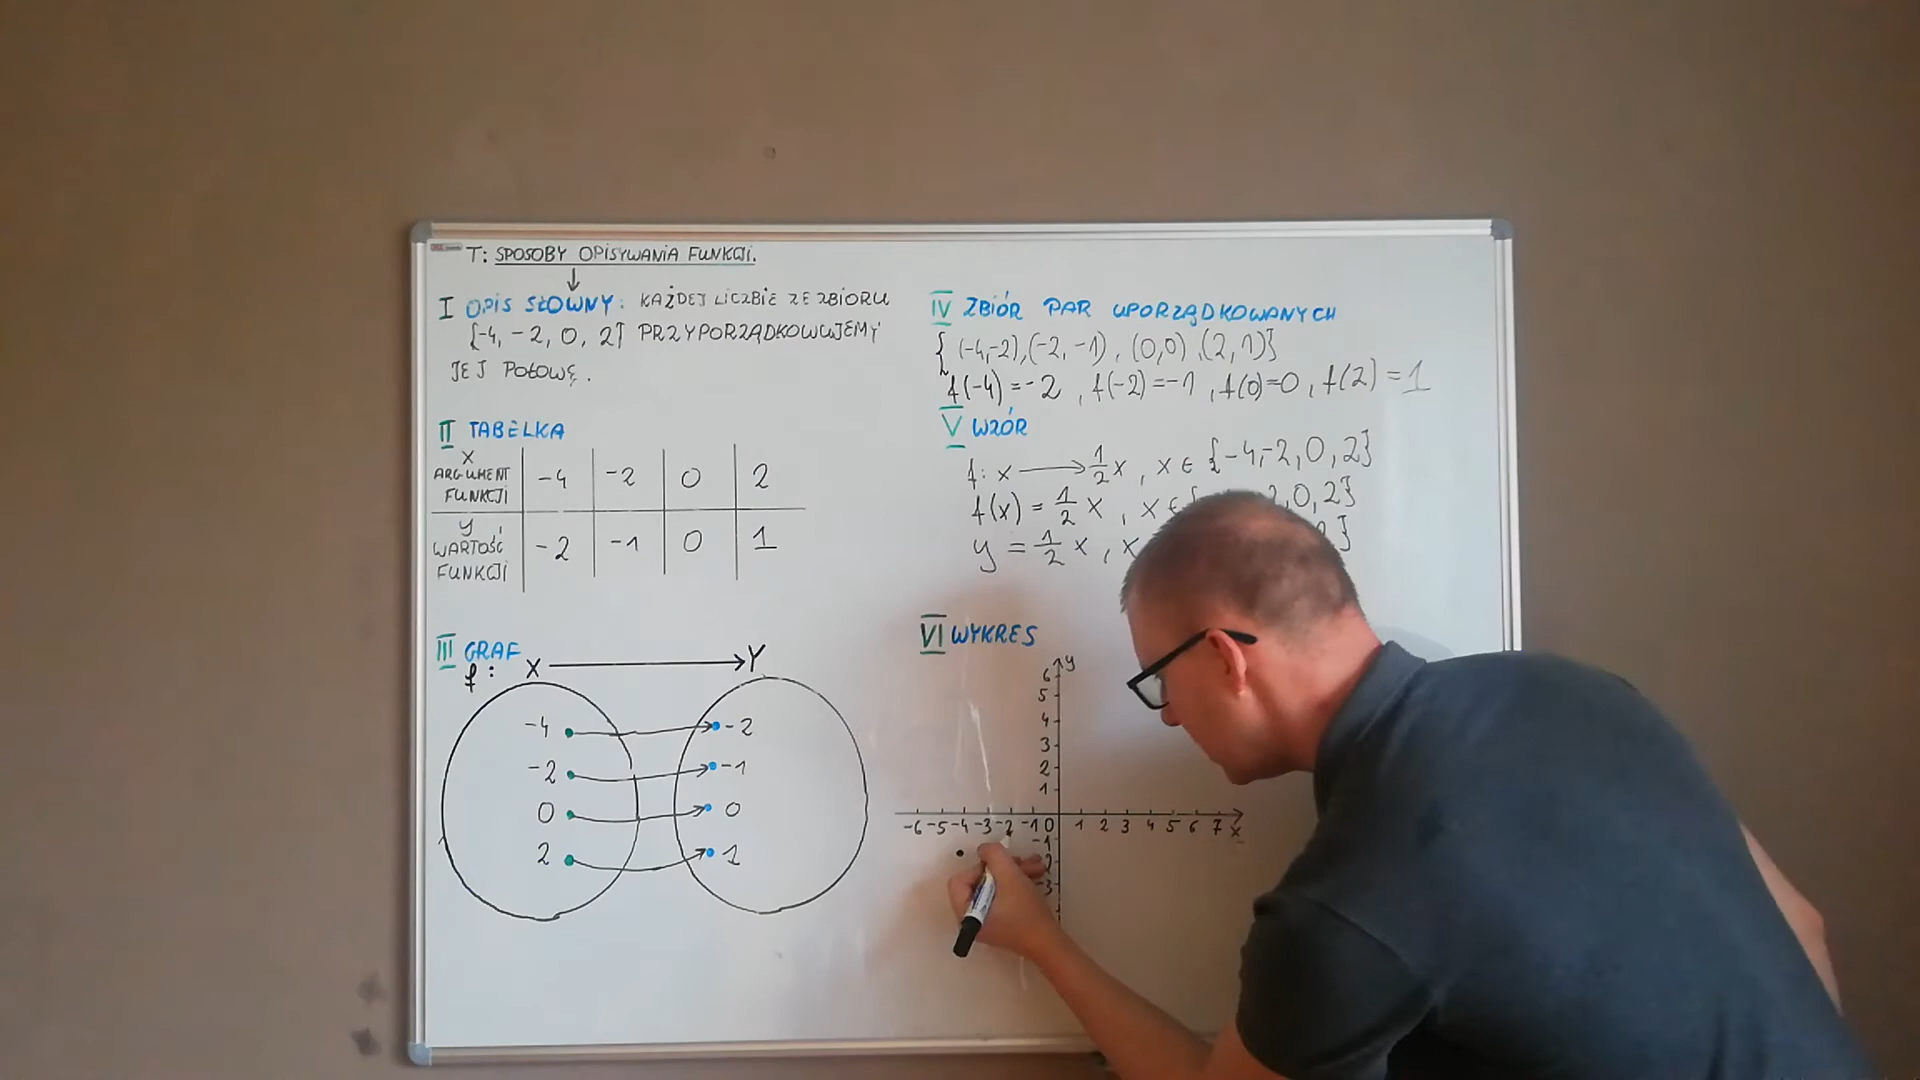 T: SPOSOBY OPISYWANIA FUNKCJI.
I OPIS SŁOWNY: KAŻDEJ LICZBIE ZE ZBIORU
{-4, -2, 0, 2} PRZYPORZĄDKOWUJEMY
JEJ POŁOWĘ.
II TABELKA
X
ARGUMENT
FUNKCJI
-4 -2 0 2
y
WARTOŚĆ
FUNKCJI
-2 -1 0 1
III GRAF
f: X → Y
-4 -2
-2 -1
0 0
2 1
IV ZBIÓR PAR UPORZĄDKOWANYCH
{(-4,-2), (-2, -1), (0,0), (2,1)}
f(-4) = -2, f(-2) = -1, f(0)=0, f(2) = 1
V WZÓR
f: x → 1/2 x, x ∈ {-4,-2,0,2}
f(x) = 1/2 x, x ∈ { 2,0,2}
y = 1/2 x, x 2}
VI WYKRES
y
6
5
4
3
2
1
-6 -5 -4 -3 -2 -1 0 1 2 3 4 5 6 7 x
-1
-2
-3